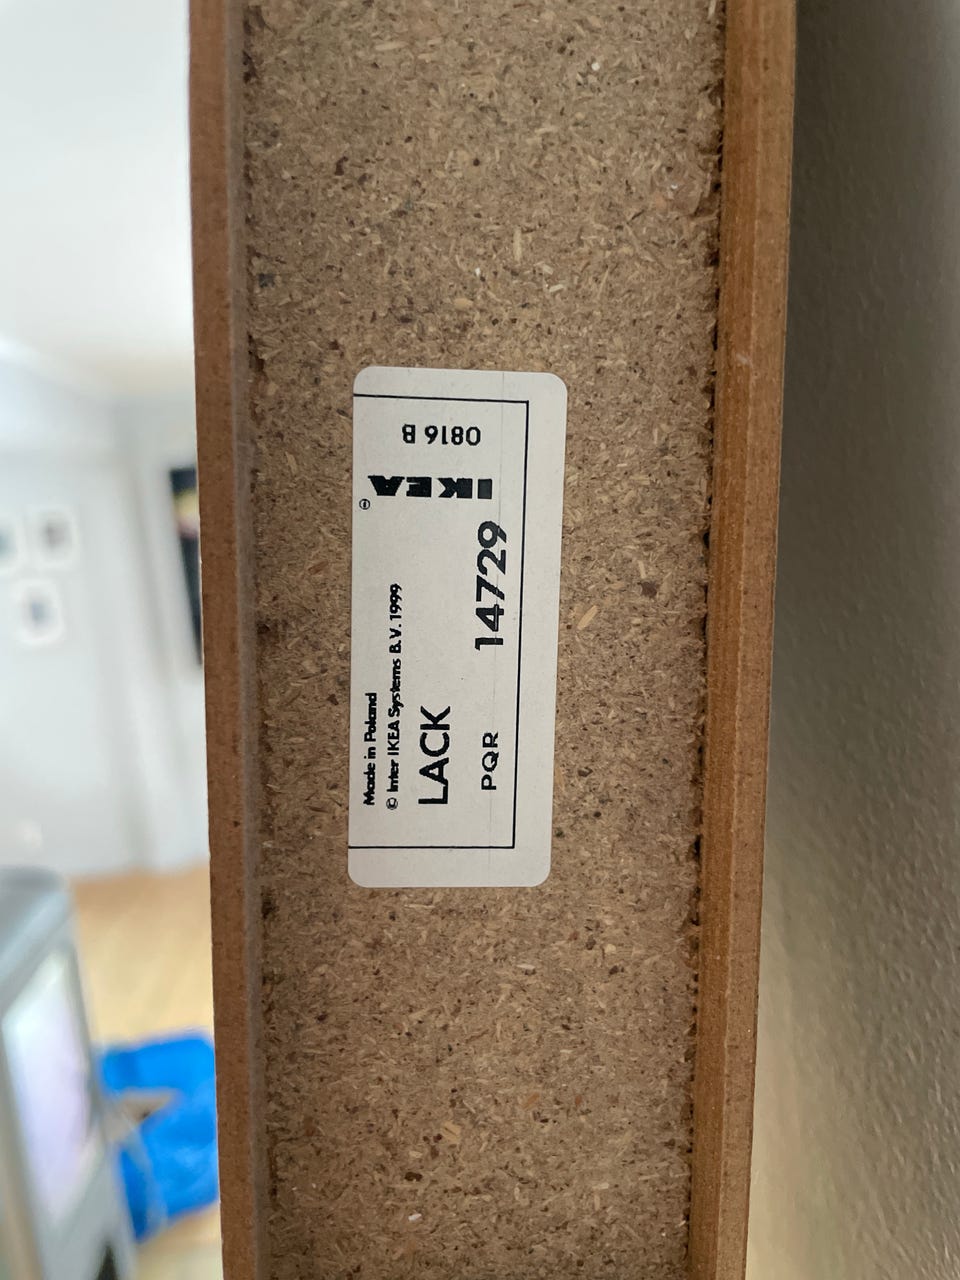 Made in Poland
© Inter IKEA Systems B.V. 1999
LACK
PQR 14729
IKEA®
0816 B